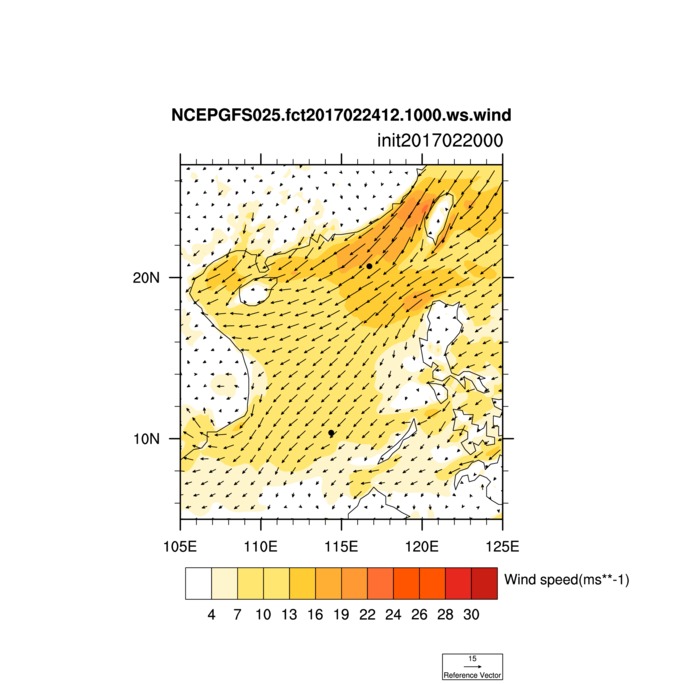 NCEPGFS025.fct2017022412.1000.ws.wind
init2017022000
20N
10N
105E 110E 115E 120E 125E
Wind speed(ms**-1)
4 7 10 13 16 19 22 24 26 28 30
15
Reference Vector